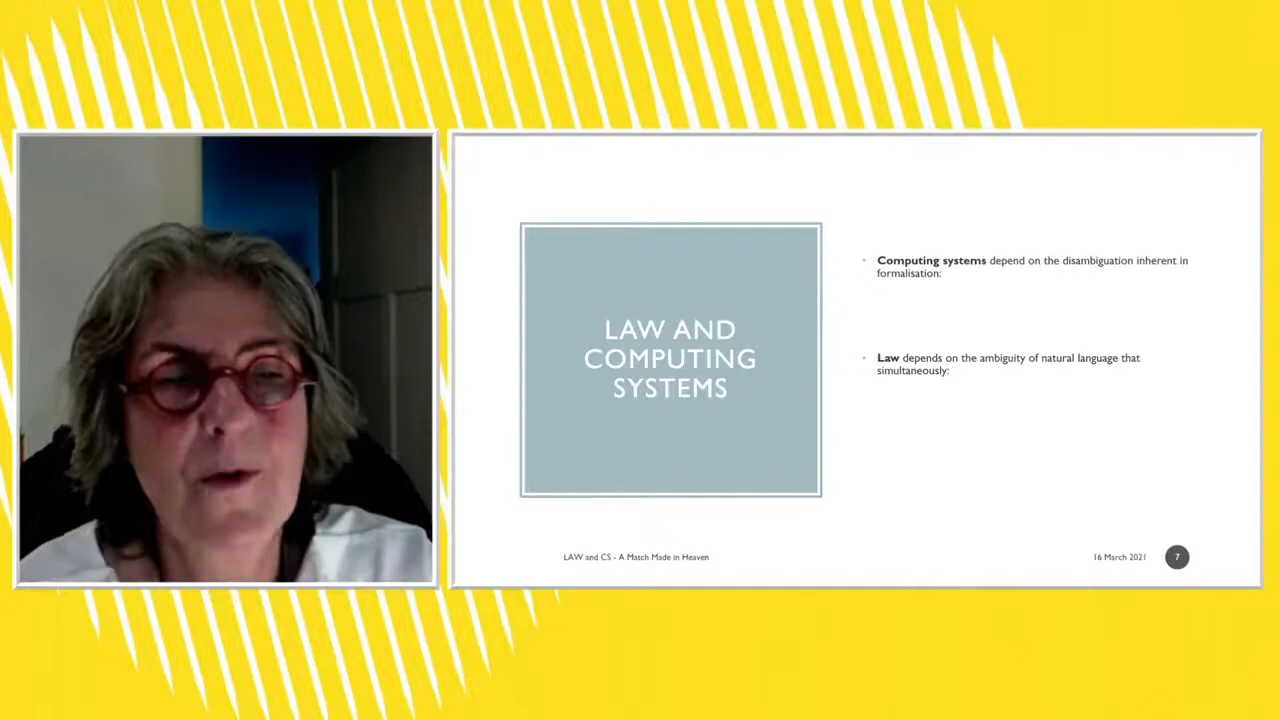 LAW AND
COMPUTING
SYSTEMS
Computing systems depend on the disambiguation inherent in
formalisation:
Law depends on the ambiguity of natural language that
simultaneously:
LAW and CS - A Match Made in Heaven
16 March 2021
7